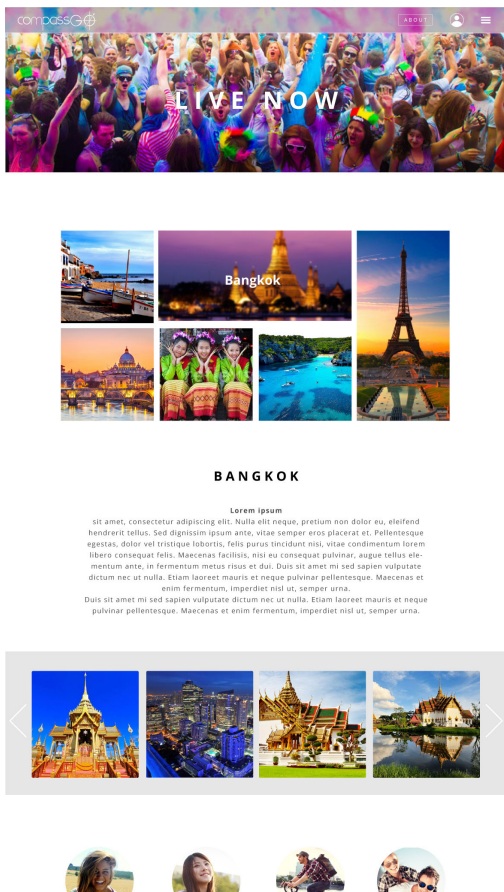 compassGO
ABOUT
LIVE NOW
Bangkok
BANGKOK
Lorem ipsum
sit amet, consectetur adipiscing elit. Nulla elit neque, pretium non dolor eu, eleifend
hendrerit tellus. Sed dignissim ipsum ante, vitae semper eros placerat et. Pellentesque
egestas, dolor vel tristique lobortis, felis purus tincidunt nisi, vitae condimentum lorem
libero consequat felis. Maecenas facilisis, nisi eu consequat pulvinar, augue tellus ele-
mentum ante, in fermentum metus risus et dui. Duis sit amet mi sed sapien vulputate
dictum nec ut nulla. Etiam laoreet mauris et neque pulvinar pellentesque. Maecenas et
enim fermentum, imperdiet nisl ut, semper urna.
Duis sit amet mi sed sapien vulputate dictum nec ut nulla. Etiam laoreet mauris et neque
pulvinar pellentesque. Maecenas et enim fermentum, imperdiet nisl ut, semper urna.